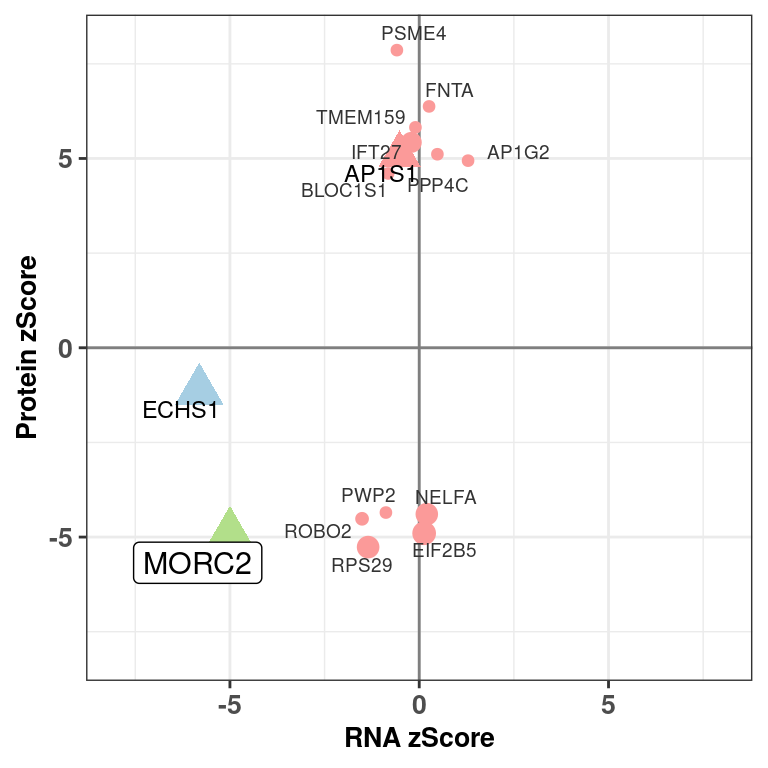 PSME4
FNTA
TMEM159
IFT27
AP1G2
AP1S1
BLOC1S1
PPP4C
5
0
-5
Protein zScore
ECHS1
PWP2
NELFA
ROBO2
EIF2B5
RPS29
MORC2
-5
0
5
RNA zScore